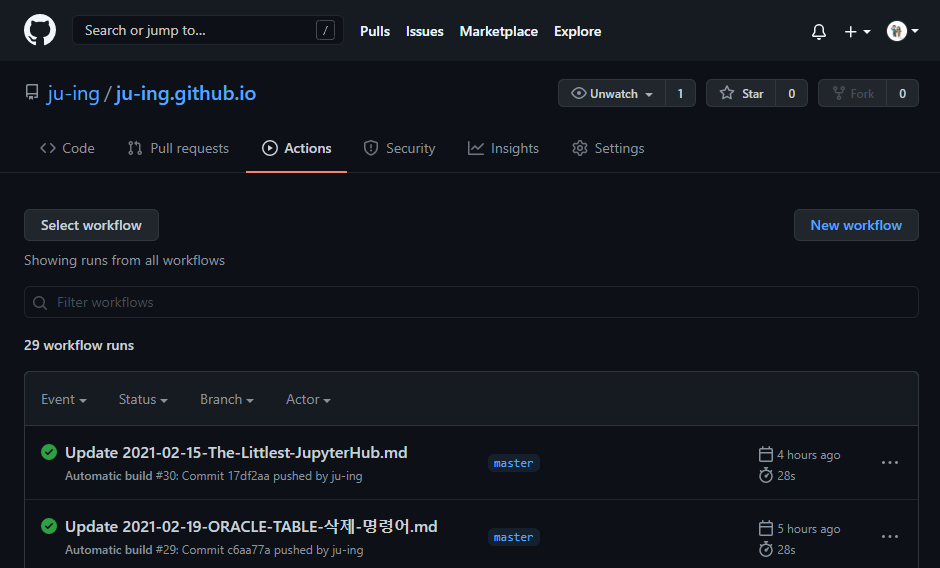 Search or jump to... /
Pulls Issues Marketplace Explore
ju-ing / ju-ing.github.io
Unwatch 1 Star 0 Fork 0
Code Pull requests Actions Security Insights Settings
Select workflow New workflow
Showing runs from all workflows
Filter workflows
29 workflow runs
Event Status Branch Actor
Update 2021-02-15-The-Littlest-JupyterHub.md
Automatic build #30: Commit 17df2aa pushed by ju-ing
master
4 hours ago
28s
Update 2021-02-19-ORACLE-TABLE-삭제-명령어.md
Automatic build #29: Commit c6aa77a pushed by ju-ing
master
5 hours ago
28s